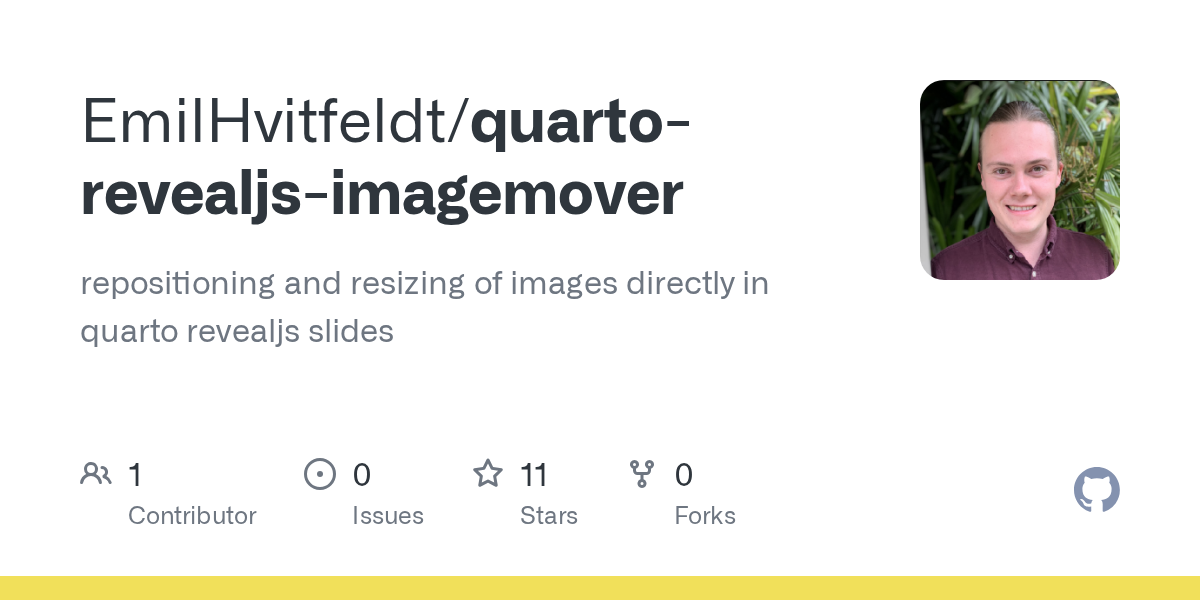 EmilHvitfeldt/quarto-
revealjs-imagemover
repositioning and resizing of images directly in
quarto revealjs slides
1 0 11 0
Contributor Issues Stars Forks